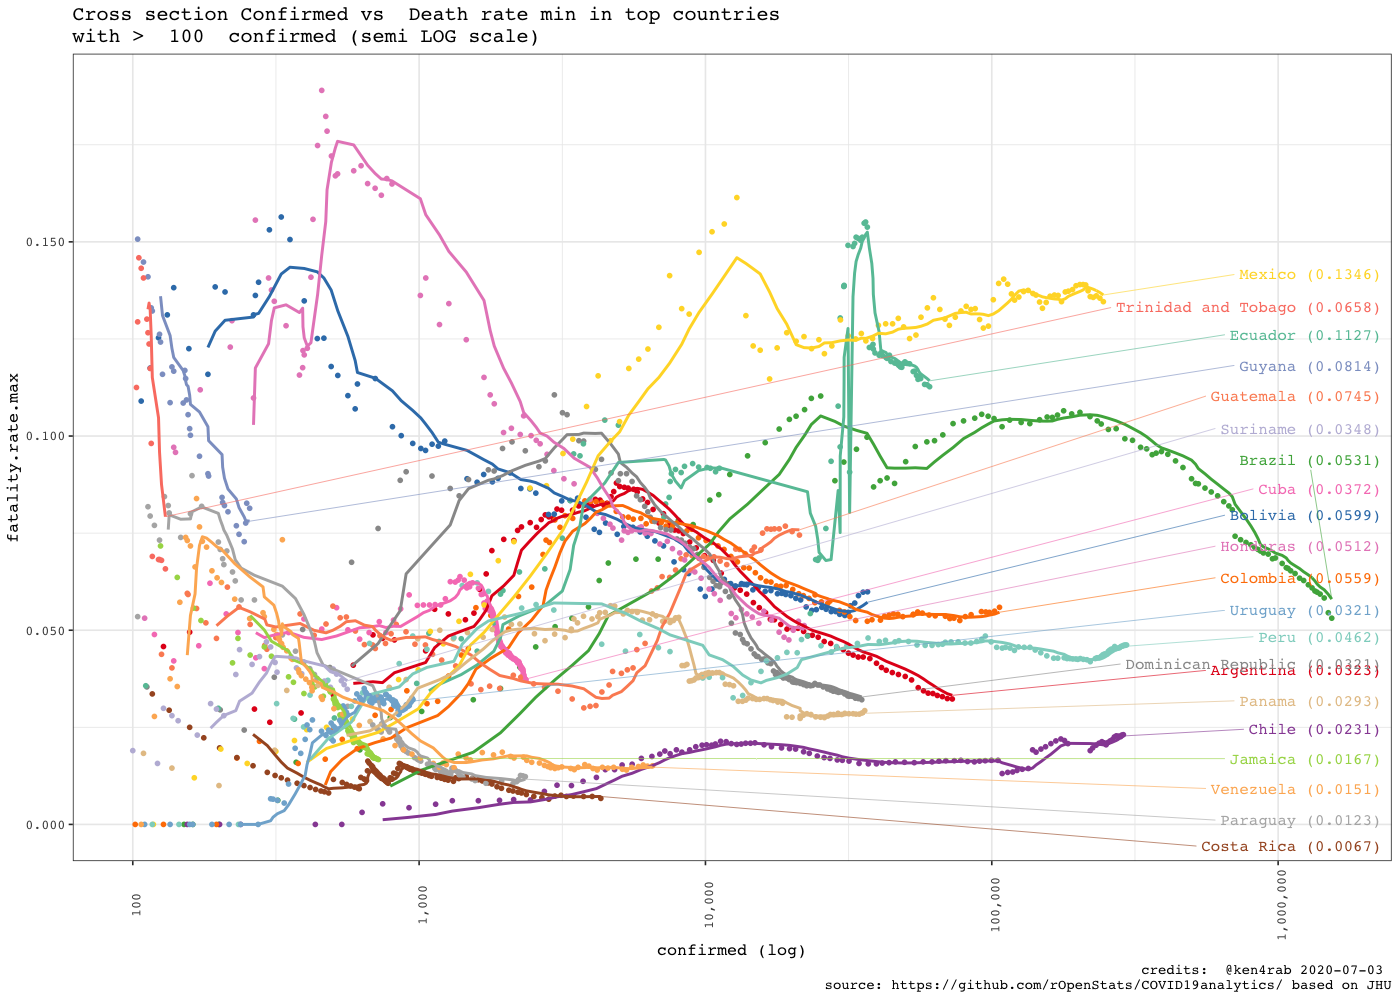 Cross section Confirmed vs  Death rate min in top countries
with >  100  confirmed (semi LOG scale)
fatality.rate.max
0.150
0.100
0.050
0.000
Mexico (0.1346)
Trinidad and Tobago (0.0658)
Ecuador (0.1127)
Guyana (0.0814)
Guatemala (0.0745)
Suriname (0.0348)
Brazil (0.0531)
Cuba (0.0372)
Bolivia (0.0599)
Honduras (0.0512)
Colombia (0.0559)
Uruguay (0.0321)
Peru (0.0462)
Dominican Republic (0.0321)
Argentina (0.0323)
Panama (0.0293)
Chile (0.0231)
Jamaica (0.0167)
Venezuela (0.0151)
Paraguay (0.0123)
Costa Rica (0.0067)
100
1,000
10,000
100,000
1,000,000
confirmed (log)
credits:  @ken4rab 2020-07-03
source: https://github.com/rOpenStats/COVID19analytics/ based on JHU